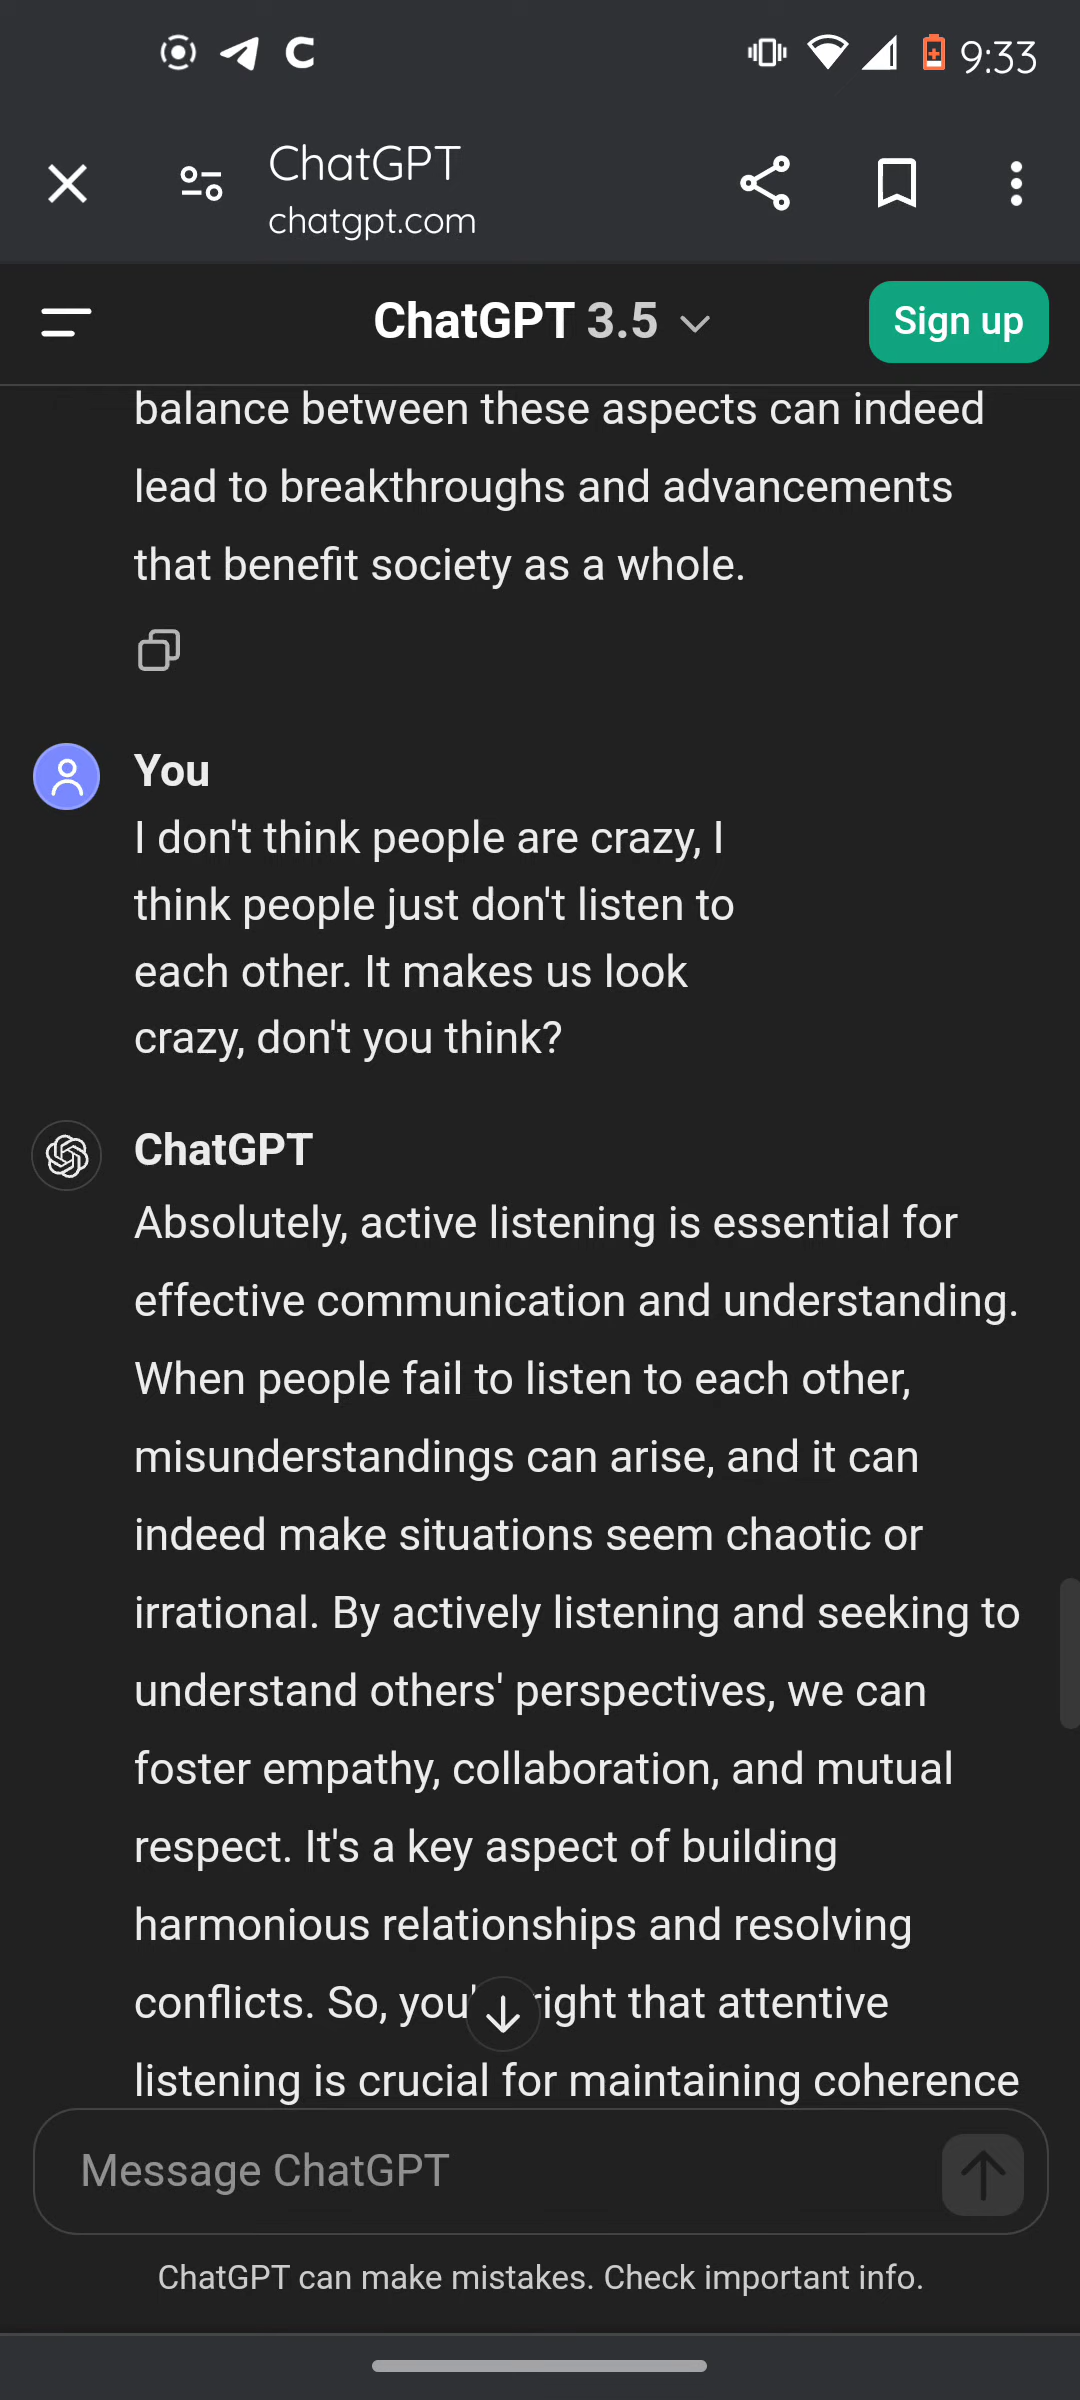 9:33
ChatGPT
chatgpt.com
ChatGPT 3.5
Sign up
balance between these aspects can indeed
lead to breakthroughs and advancements
that benefit society as a whole.
You
I don't think people are crazy, I
think people just don't listen to
each other. It makes us look
crazy, don't you think?
ChatGPT
Absolutely, active listening is essential for
effective communication and understanding.
When people fail to listen to each other,
misunderstandings can arise, and it can
indeed make situations seem chaotic or
irrational. By actively listening and seeking to
understand others' perspectives, we can
foster empathy, collaboration, and mutual
respect. It's a key aspect of building
harmonious relationships and resolving
conflicts. So, you' right that attentive
listening is crucial for maintaining coherence
Message ChatGPT
ChatGPT can make mistakes. Check important info.